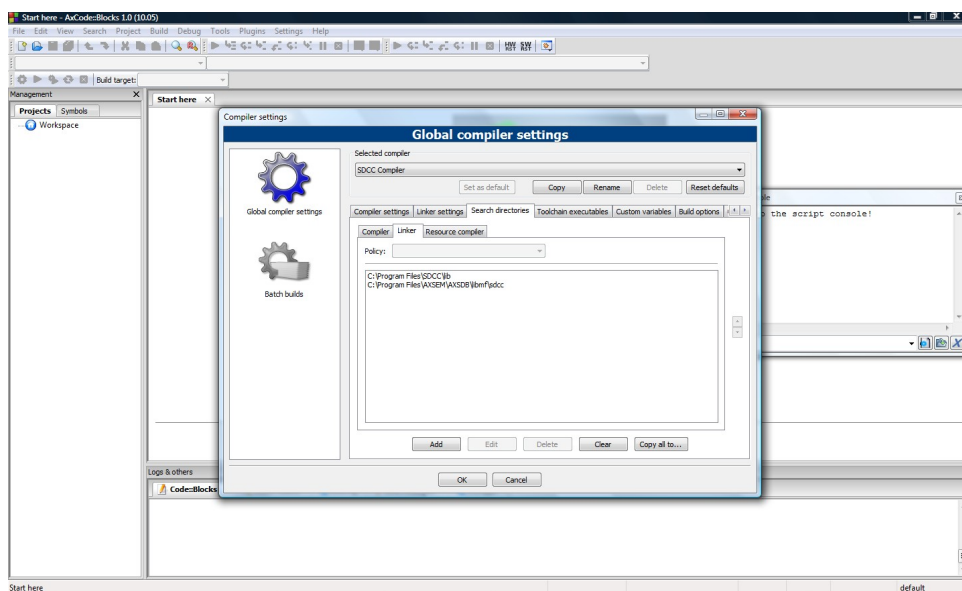 Start here - AxCode::Blocks 1.0 (10.05)
File Edit View Search Project Build Debug Tools Plugins Settings Help
HW RST SW RST
Build target:
Management
Start here
Projects Symbols
Workspace
Compiler settings
Global compiler settings
Selected compiler
SDCC Compiler
Set as default Copy Rename Delete Reset defaults
Global compiler settings
Compiler settings Linker settings Search directories Toolchain executables Custom variables Build options
the script console!
Compiler Linker Resource compiler
Policy:
C:\Program Files\SDCC\lib
C:\Program Files\AXSEM\AXSDB\libmf\sdcc
Batch builds
Add Edit Delete Clear Copy all to...
OK Cancel
Logs & others
Code::Blocks
Start here
default